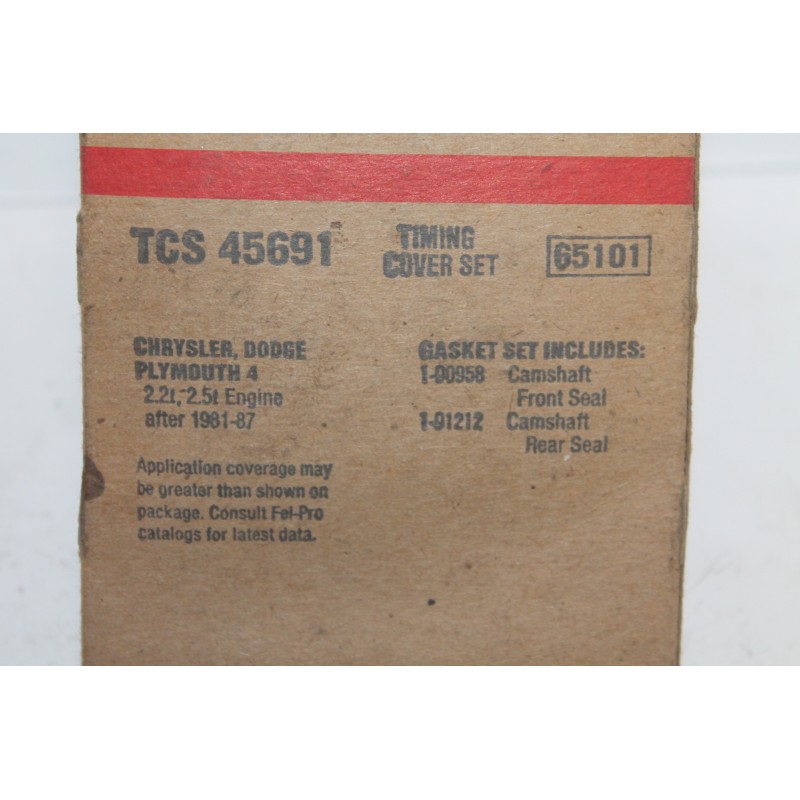 TCS 45691
TIMING
COVER SET
65101
CHRYSLER, DODGE
PLYMOUTH 4
2.2ℓ, 2.5ℓ Engine
after 1981-87
Application coverage may
be greater than shown on
package. Consult Fel-Pro
catalogs for latest data.
GASKET SET INCLUDES:
1-90958 Camshaft
Front Seal
1-91212 Camshaft
Rear Seal